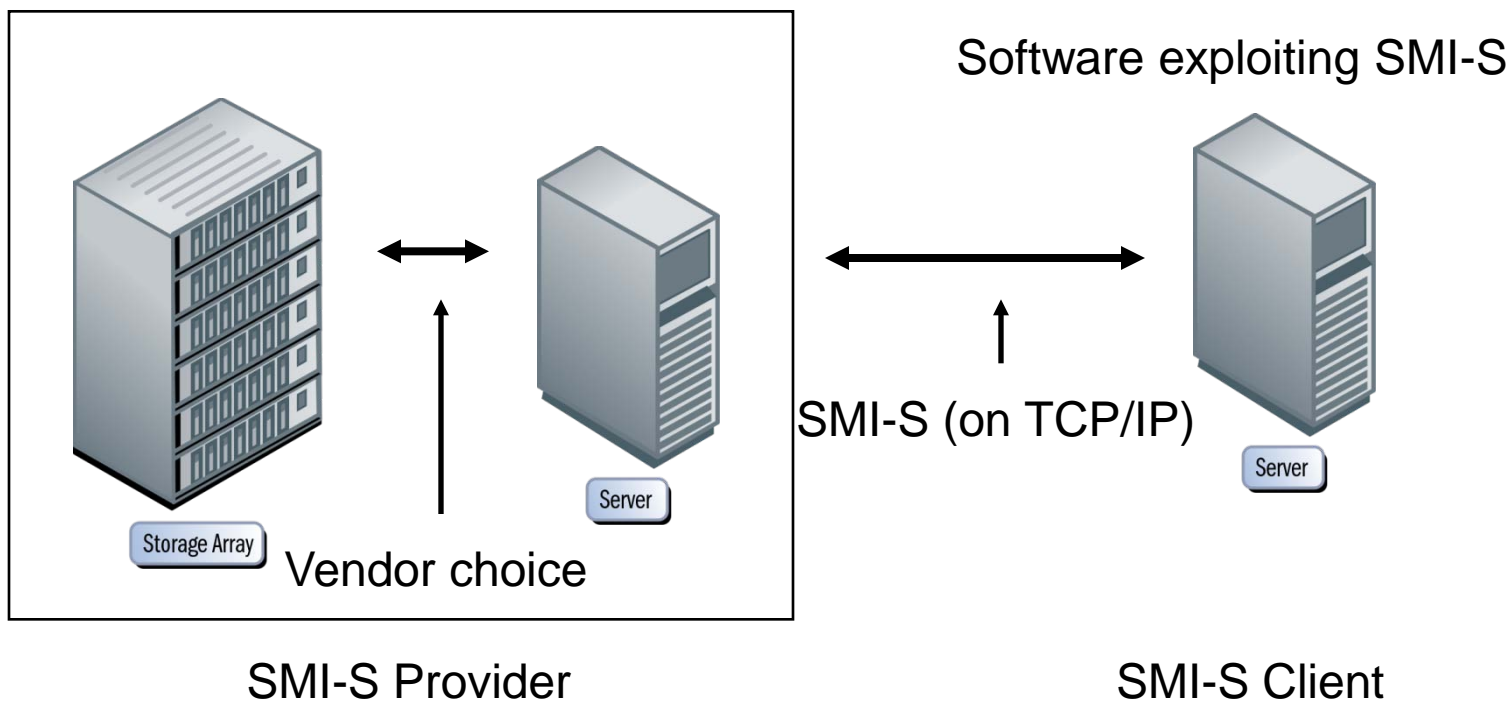 Software exploiting SMI-S
SMI-S (on TCP/IP)
Server
Server
Storage Array
Vendor choice
SMI-S Provider
SMI-S Client